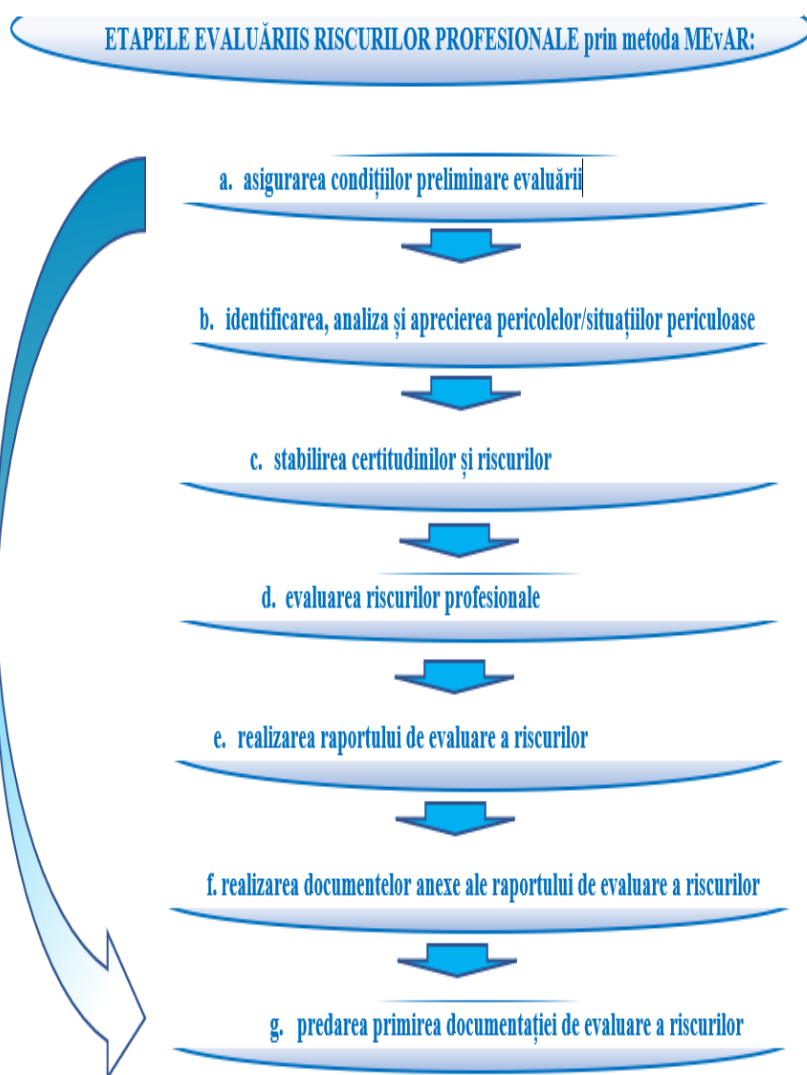 ETAPELE EVALUĂRIIS RISCURILOR PROFESIONALE prin metoda MEvAR:
a. asigurarea condițiilor preliminare evaluării
b. identificarea, analiza și aprecierea pericolelor/situațiilor periculoase
c. stabilirea certitudinilor și riscurilor
d. evaluarea riscurilor profesionale
e. realizarea raportului de evaluare a riscurilor
f. realizarea documentelor anexe ale raportului de evaluare a riscurilor
g. predarea primirea documentației de evaluare a riscurilor